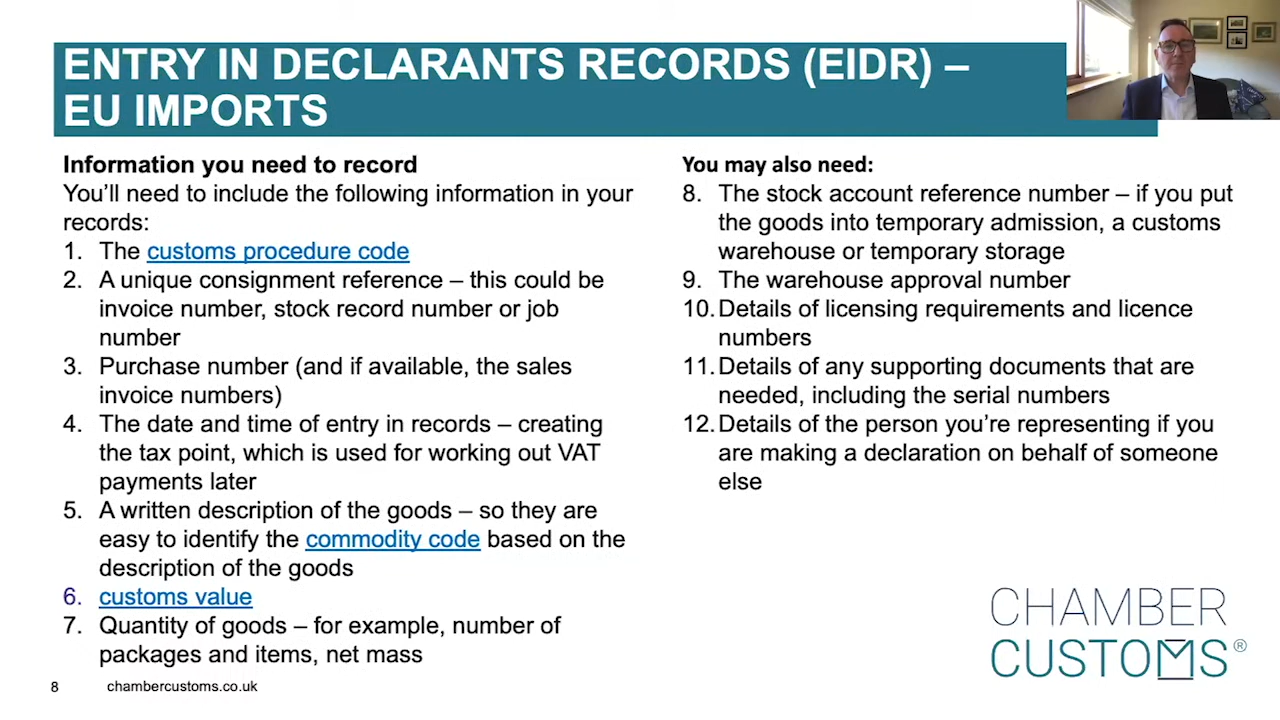 ENTRY IN DECLARANTS RECORDS (EIDR) –
EU IMPORTS
Information you need to record
You'll need to include the following information in your
records:
1. The customs procedure code
2. A unique consignment reference – this could be
invoice number, stock record number or job
number
3. Purchase number (and if available, the sales
invoice numbers)
4. The date and time of entry in records – creating
the tax point, which is used for working out VAT
payments later
5. A written description of the goods – so they are
easy to identify the commodity code based on the
description of the goods
6. customs value
7. Quantity of goods – for example, number of
packages and items, net mass
You may also need:
8. The stock account reference number – if you put
the goods into temporary admission, a customs
warehouse or temporary storage
9. The warehouse approval number
10. Details of licensing requirements and licence
numbers
11. Details of any supporting documents that are
needed, including the serial numbers
12. Details of the person you're representing if you
are making a declaration on behalf of someone
else
CHAMBER
CUSTOMS®
8 chambercustoms.co.uk